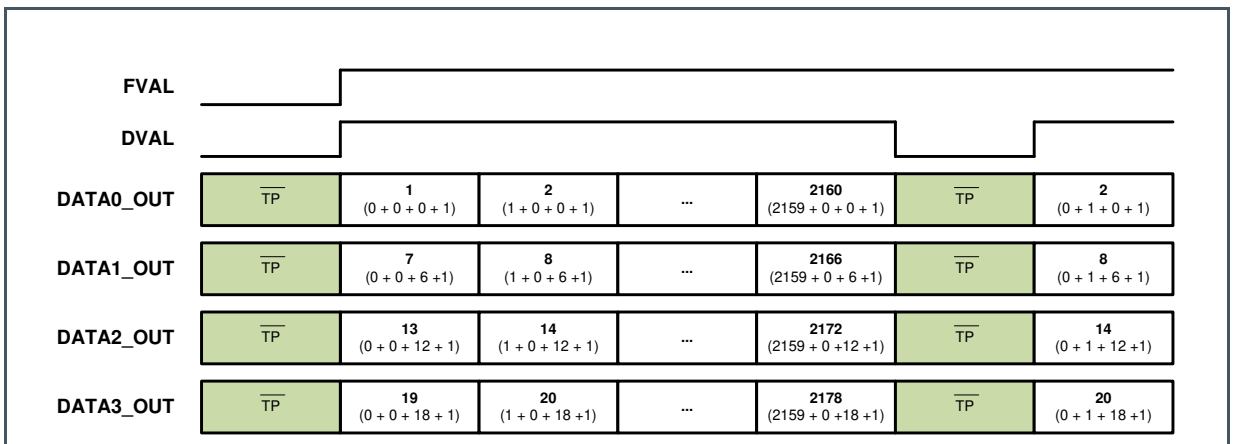 FVAL
DVAL
DATA0_OUT TP 1 2 ... 2160 TP 2
(0 + 0 + 0 + 1) (1 + 0 + 0 + 1) (2159 + 0 + 0 + 1) (0 + 1 + 0 + 1)
DATA1_OUT TP 7 8 ... 2166 TP 8
(0 + 0 + 6 +1) (1 + 0 + 6 +1) (2159 + 0 + 6 +1) (0 + 1 + 6 + 1)
DATA2_OUT TP 13 14 ... 2172 TP 14
(0 + 0 + 12 + 1) (1 + 0 + 12 + 1) (2159 + 0 +12 +1) (0 + 1 + 12 +1)
DATA3_OUT TP 19 20 ... 2178 TP 20
(0 + 0 + 18 + 1) (1 + 0 + 18 +1) (2159 + 0 +18 +1) (0 + 1 + 18 +1)